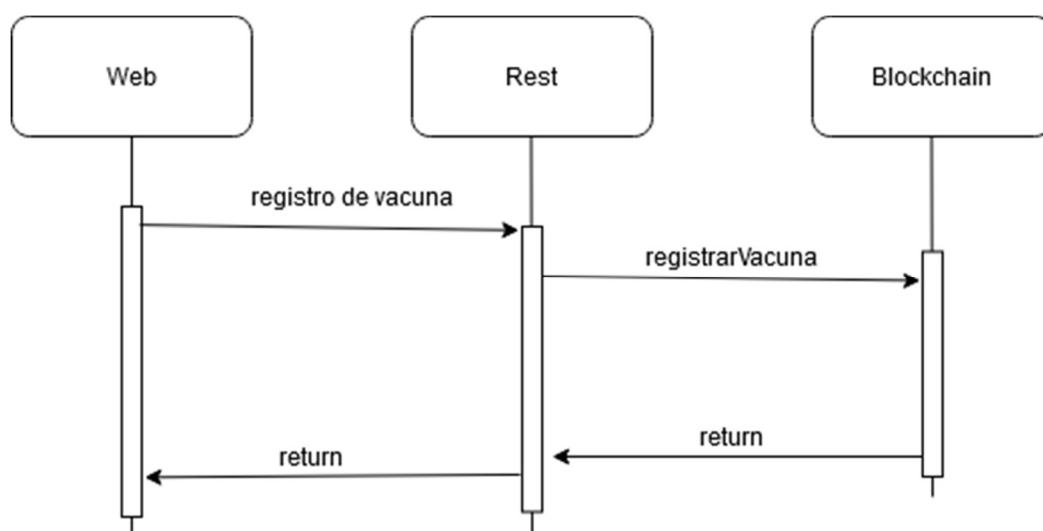 Web
Rest
Blockchain
registro de vacuna
registrarVacuna
return
return